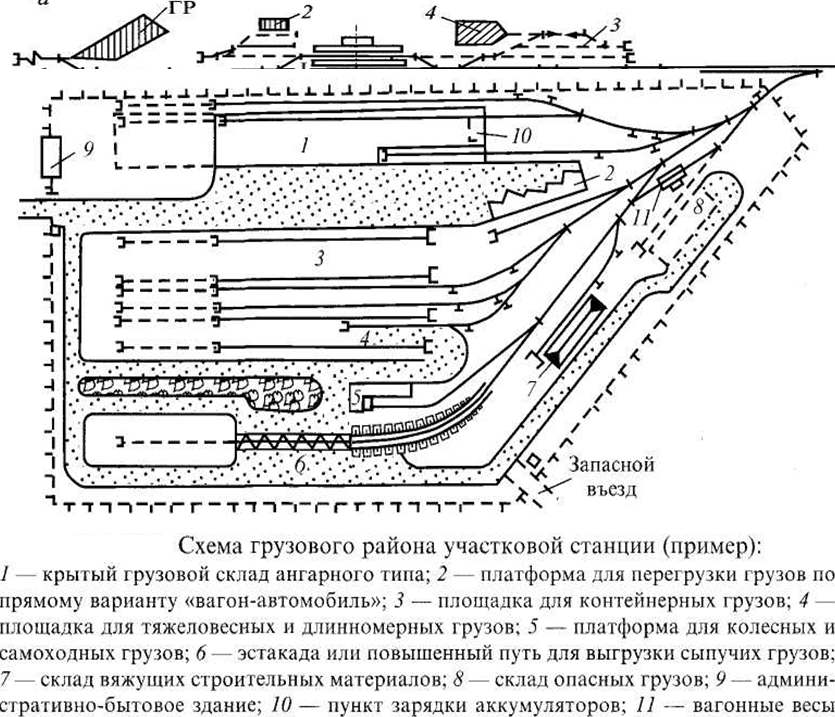 а
ГР
2
4
3
9
1
10
2
11
8
3
4
5
7
6
Запасной
въезд
Схема грузового района участковой станции (пример):
1 — крытый грузовой склад ангарного типа; 2 — платформа для перегрузки грузов по
прямому варианту «вагон-автомобиль»; 3 — площадка для контейнерных грузов; 4 —
площадка для тяжеловесных и длинномерных грузов; 5 — платформа для колесных и
самоходных грузов; 6 — эстакада или повышенный путь для выгрузки сыпучих грузов;
7 — склад вяжущих строительных материалов; 8 — склад опасных грузов; 9 — админи-
стративно-бытовое здание; 10 — пункт зарядки аккумуляторов; 11 — вагонные весы